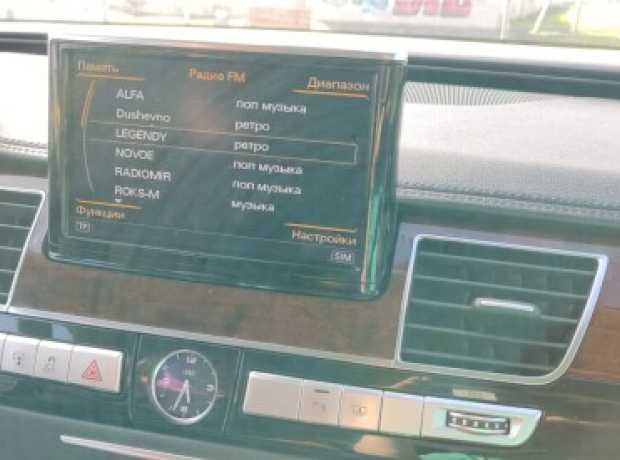 Память Радио FM Диапазон
ALFA поп музыка
Dushevno ретро
LEGENDY ретро
NOVOE поп музыка
RADIOMIR поп музыка
ROKS-M музыка
Функции Настройки
TP SIM